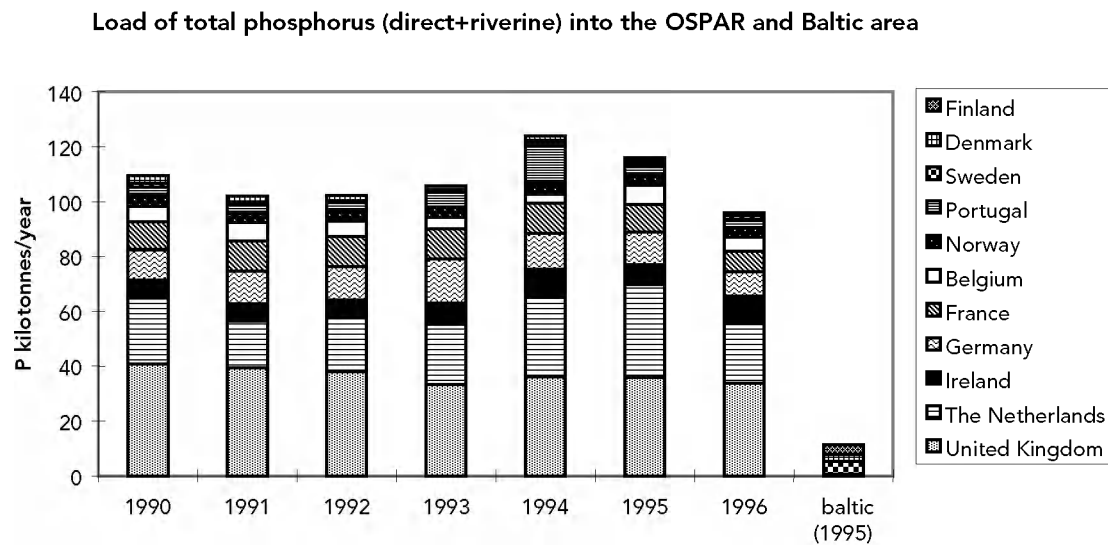 Load of total phosphorus (direct+riverine) into the OSPAR and Baltic area
P kilotonnes/year
140
120
100
80
60
40
20
0
1990
1991
1992
1993
1994
1995
1996
baltic
(1995)
Finland
Denmark
Sweden
Portugal
Norway
Belgium
France
Germany
Ireland
The Netherlands
United Kingdom